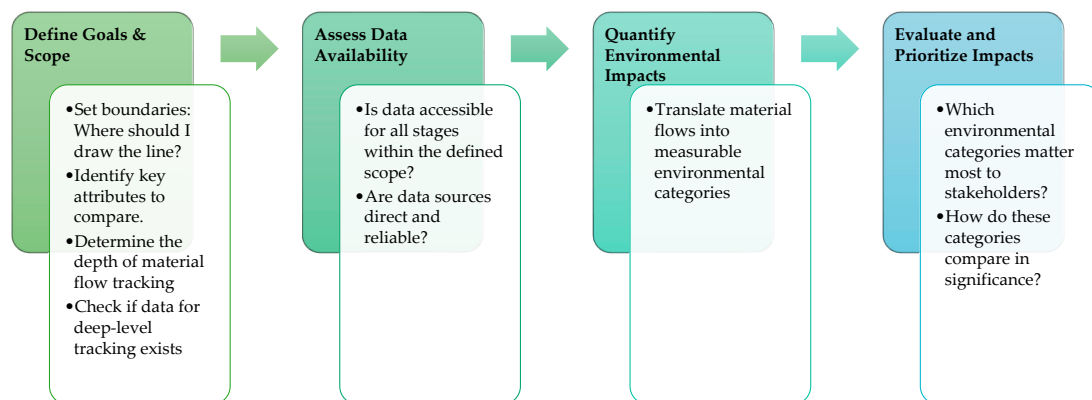 Define Goals &
Scope
•Set boundaries:
Where should I
draw the line?
•Identify key
attributes to
compare.
•Determine the
depth of material
flow tracking
•Check if data for
deep-level
tracking exists
Assess Data
Availability
•Is data accessible
for all stages
within the defined
scope?
•Are data sources
direct and
reliable?
Quantify
Environmental
Impacts
•Translate material
flows into
measurable
environmental
categories
Evaluate and
Prioritize Impacts
•Which
environmental
categories matter
most to
stakeholders?
•How do these
categories
compare in
significance?